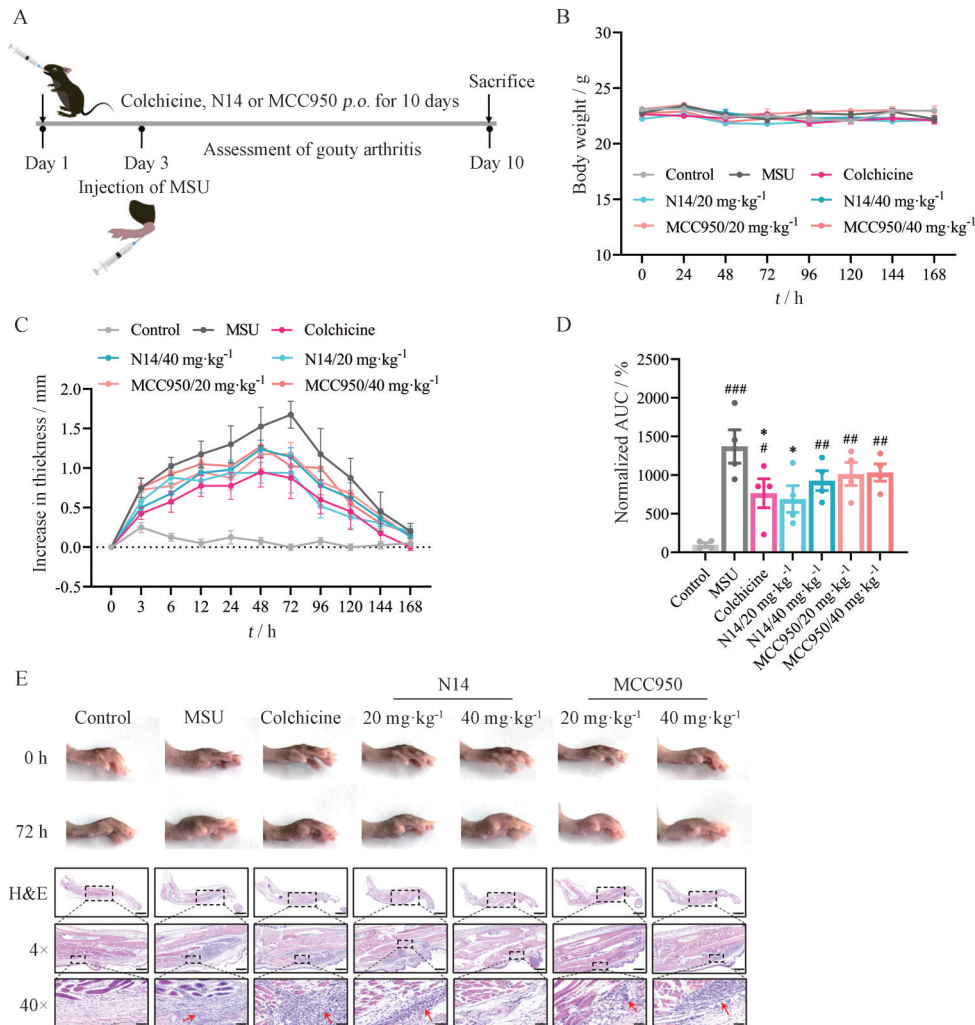 A
Sacrifice
Colchicine, N14 or MCC950 p.o. for 10 days
Assessment of gouty arthritis
Day 1
Day 3
Day 10
Injection of MSU
B
Body weight / g
30
25
20
15
10
Control
MSU
Colchicine
N14/20 mg·kg⁻¹
N14/40 mg·kg⁻¹
MCC950/20 mg·kg⁻¹
MCC950/40 mg·kg⁻¹
0 24 48 72 96 120 144 168
t / h
C
Control
MSU
Colchicine
N14/40 mg·kg⁻¹
N14/20 mg·kg⁻¹
MCC950/20 mg·kg⁻¹
MCC950/40 mg·kg⁻¹
Increase in thickness / mm
2.0
1.5
1.0
0.5
0.0
-0.5
0 3 6 12 24 48 72 96 120 144 168
t / h
D
Normalized AUC / %
2500
2000
1500
1000
500
0
###
*
#
*
##
##
##
Control
MSU
Colchicine
N14/20 mg·kg⁻¹
N14/40 mg·kg⁻¹
MCC950/20 mg·kg⁻¹
MCC950/40 mg·kg⁻¹
E
N14
MCC950
Control
MSU
Colchicine
20 mg·kg⁻¹
40 mg·kg⁻¹
20 mg·kg⁻¹
40 mg·kg⁻¹
0 h
72 h
H&E
4×
40×